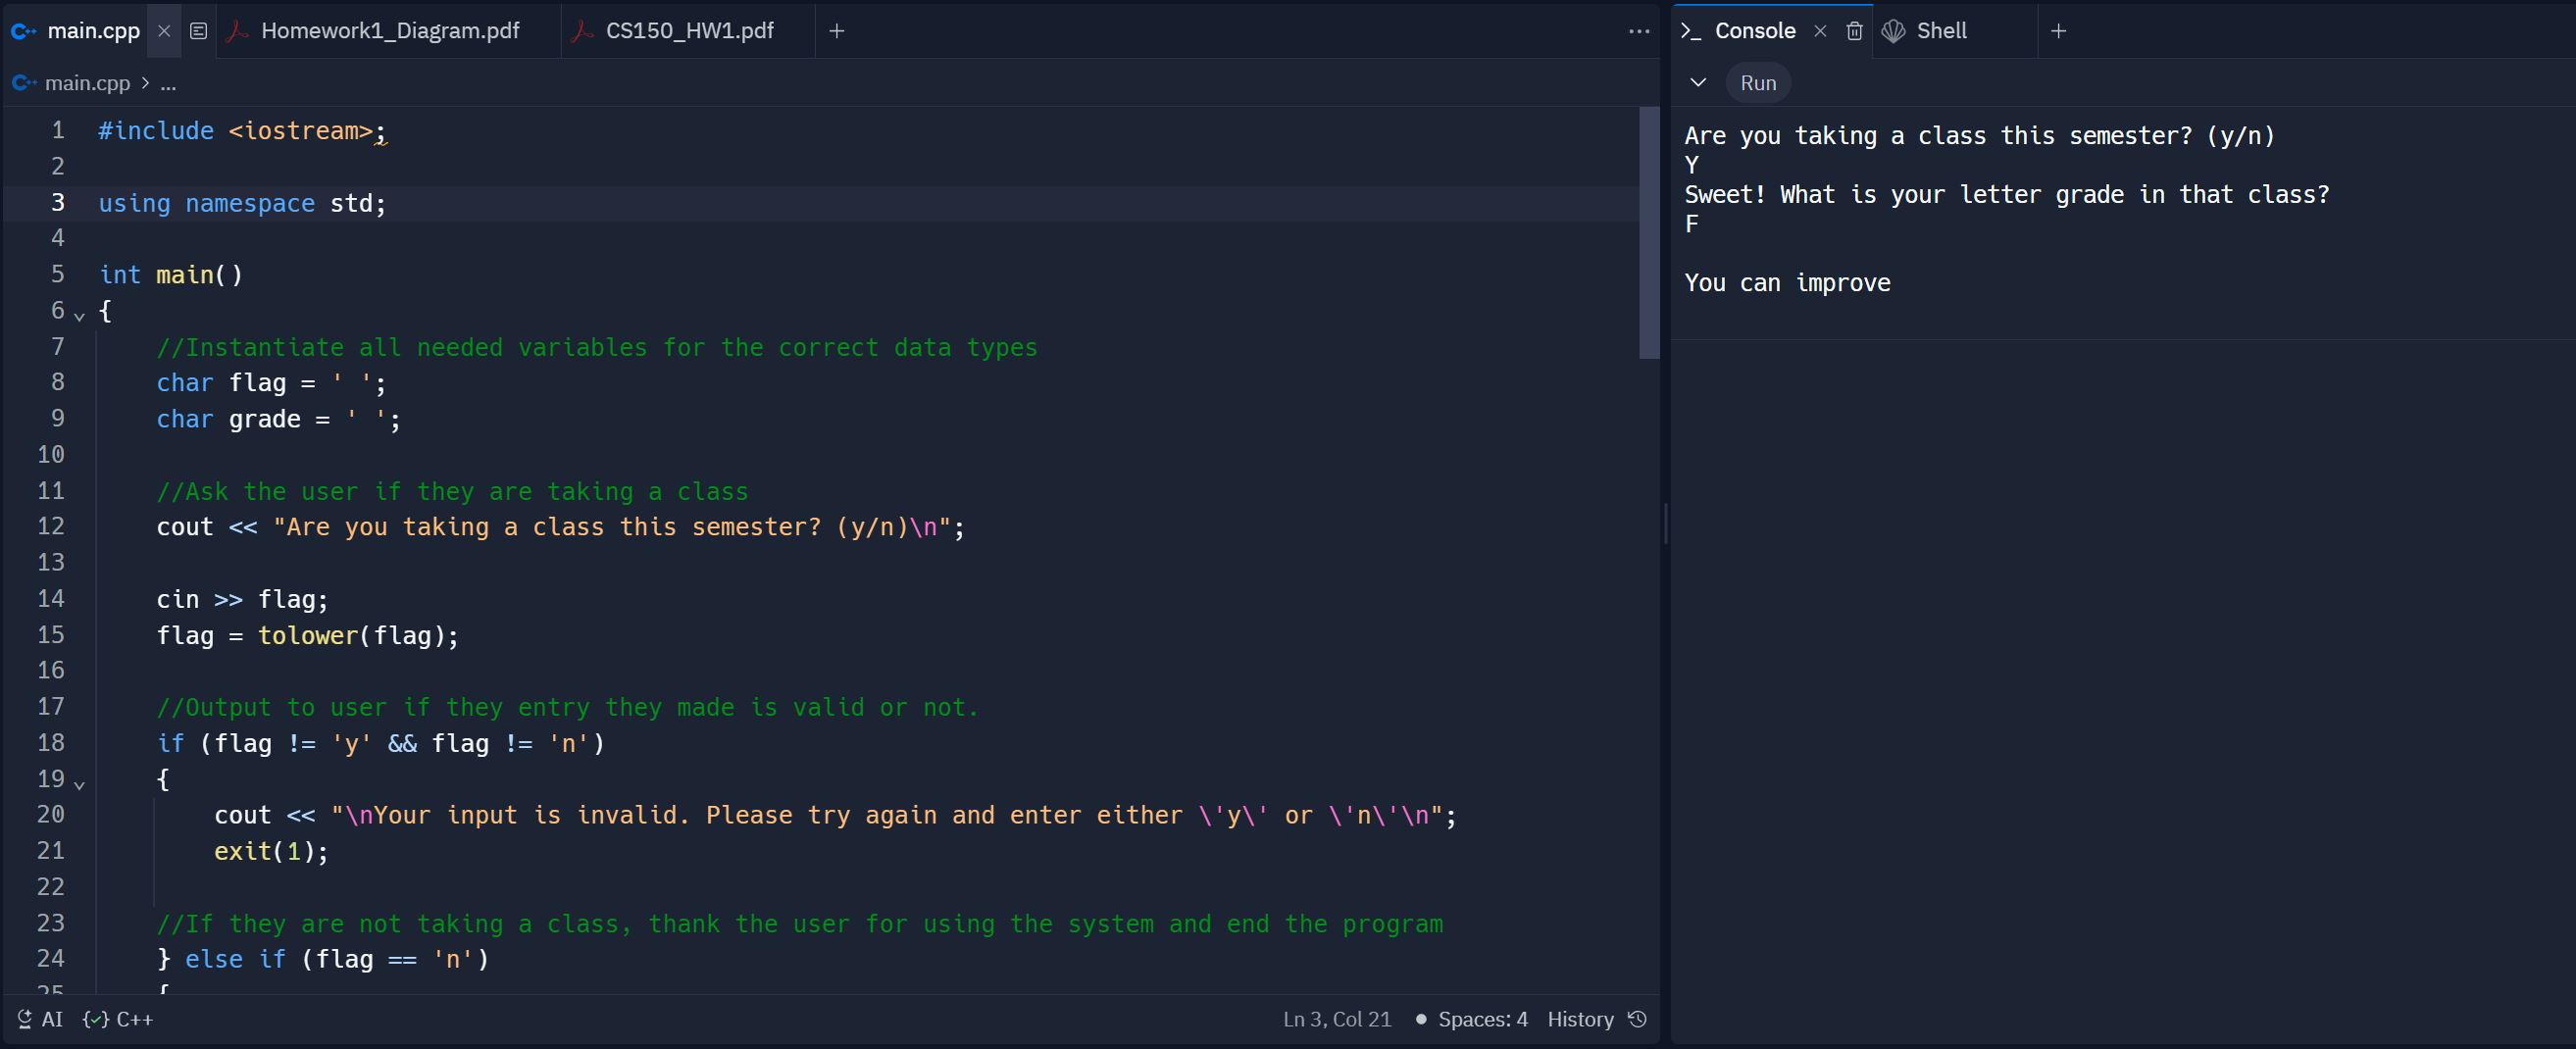 main.cpp
Homework1_Diagram.pdf
CS150_HW1.pdf
main.cpp > ...
1 #include <iostream>;
2
3 using namespace std;
4
5 int main()
6 {
7 //Instantiate all needed variables for the correct data types
8 char flag = ' ';
9 char grade = ' ';
10
11 //Ask the user if they are taking a class
12 cout << "Are you taking a class this semester? (y/n)\n";
13
14 cin >> flag;
15 flag = tolower(flag);
16
17 //Output to user if they entry they made is valid or not.
18 if (flag != 'y' && flag != 'n')
19 {
20 cout << "\nYour input is invalid. Please try again and enter either \'y\' or \'n\'\n";
21 exit(1);
22
23 //If they are not taking a class, thank the user for using the system and end the program
24 } else if (flag == 'n')
25 {
AI {✓} C++
Ln 3, Col 21 • Spaces: 4 History
Console
Shell
Run
Are you taking a class this semester? (y/n)
Y
Sweet! What is your letter grade in that class?
F
You can improve